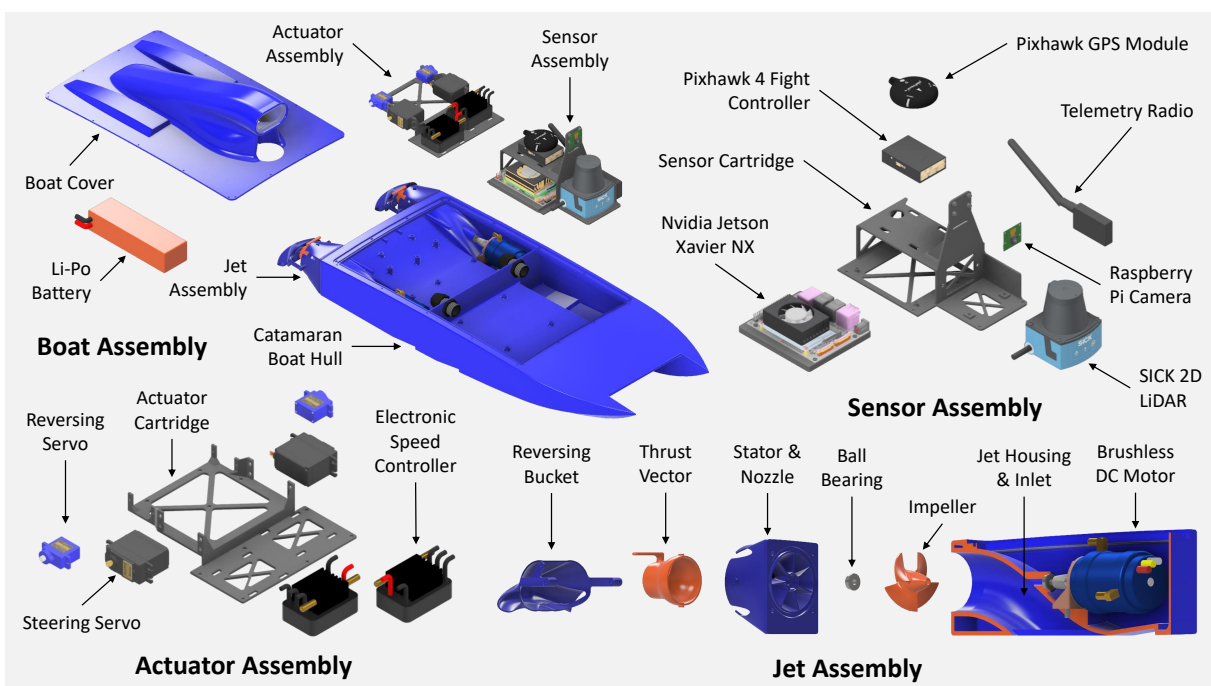 Actuator
Assembly
Sensor
Assembly
Boat Cover
Li-Po
Battery
Jet
Assembly
Catamaran
Boat Hull
Boat Assembly
Pixhawk GPS Module
Pixhawk 4 Fight
Controller
Telemetry Radio
Sensor Cartridge
Nvidia Jetson
Xavier NX
Raspberry
Pi Camera
SICK
SICK 2D
LiDAR
Sensor Assembly
Reversing
Servo
Actuator
Cartridge
Electronic
Speed
Controller
Steering Servo
Actuator Assembly
Reversing
Bucket
Thrust
Vector
Stator &
Nozzle
Ball
Bearing
Impeller
Jet Housing
& Inlet
Brushless
DC Motor
Jet Assembly